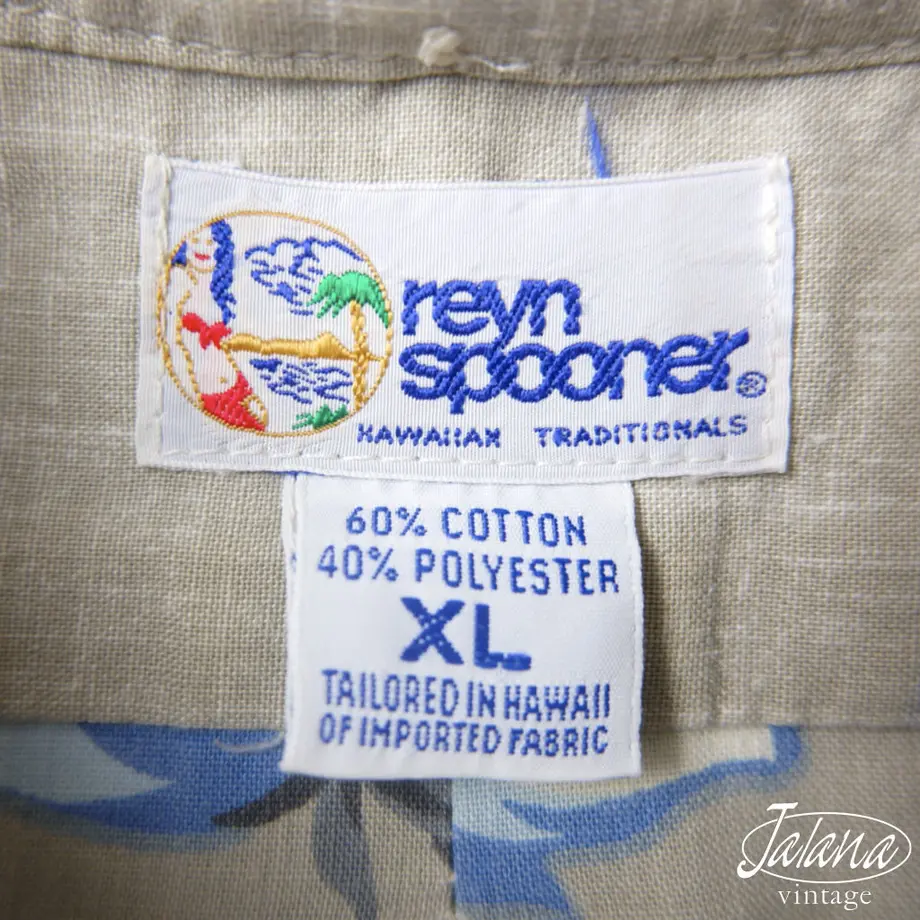 reyn
spooner®
HAWAIIAN TRADITIONALS
60% COTTON
40% POLYESTER
XL
TAILORED IN HAWAII
OF IMPORTED FABRIC
Jalana
vintage